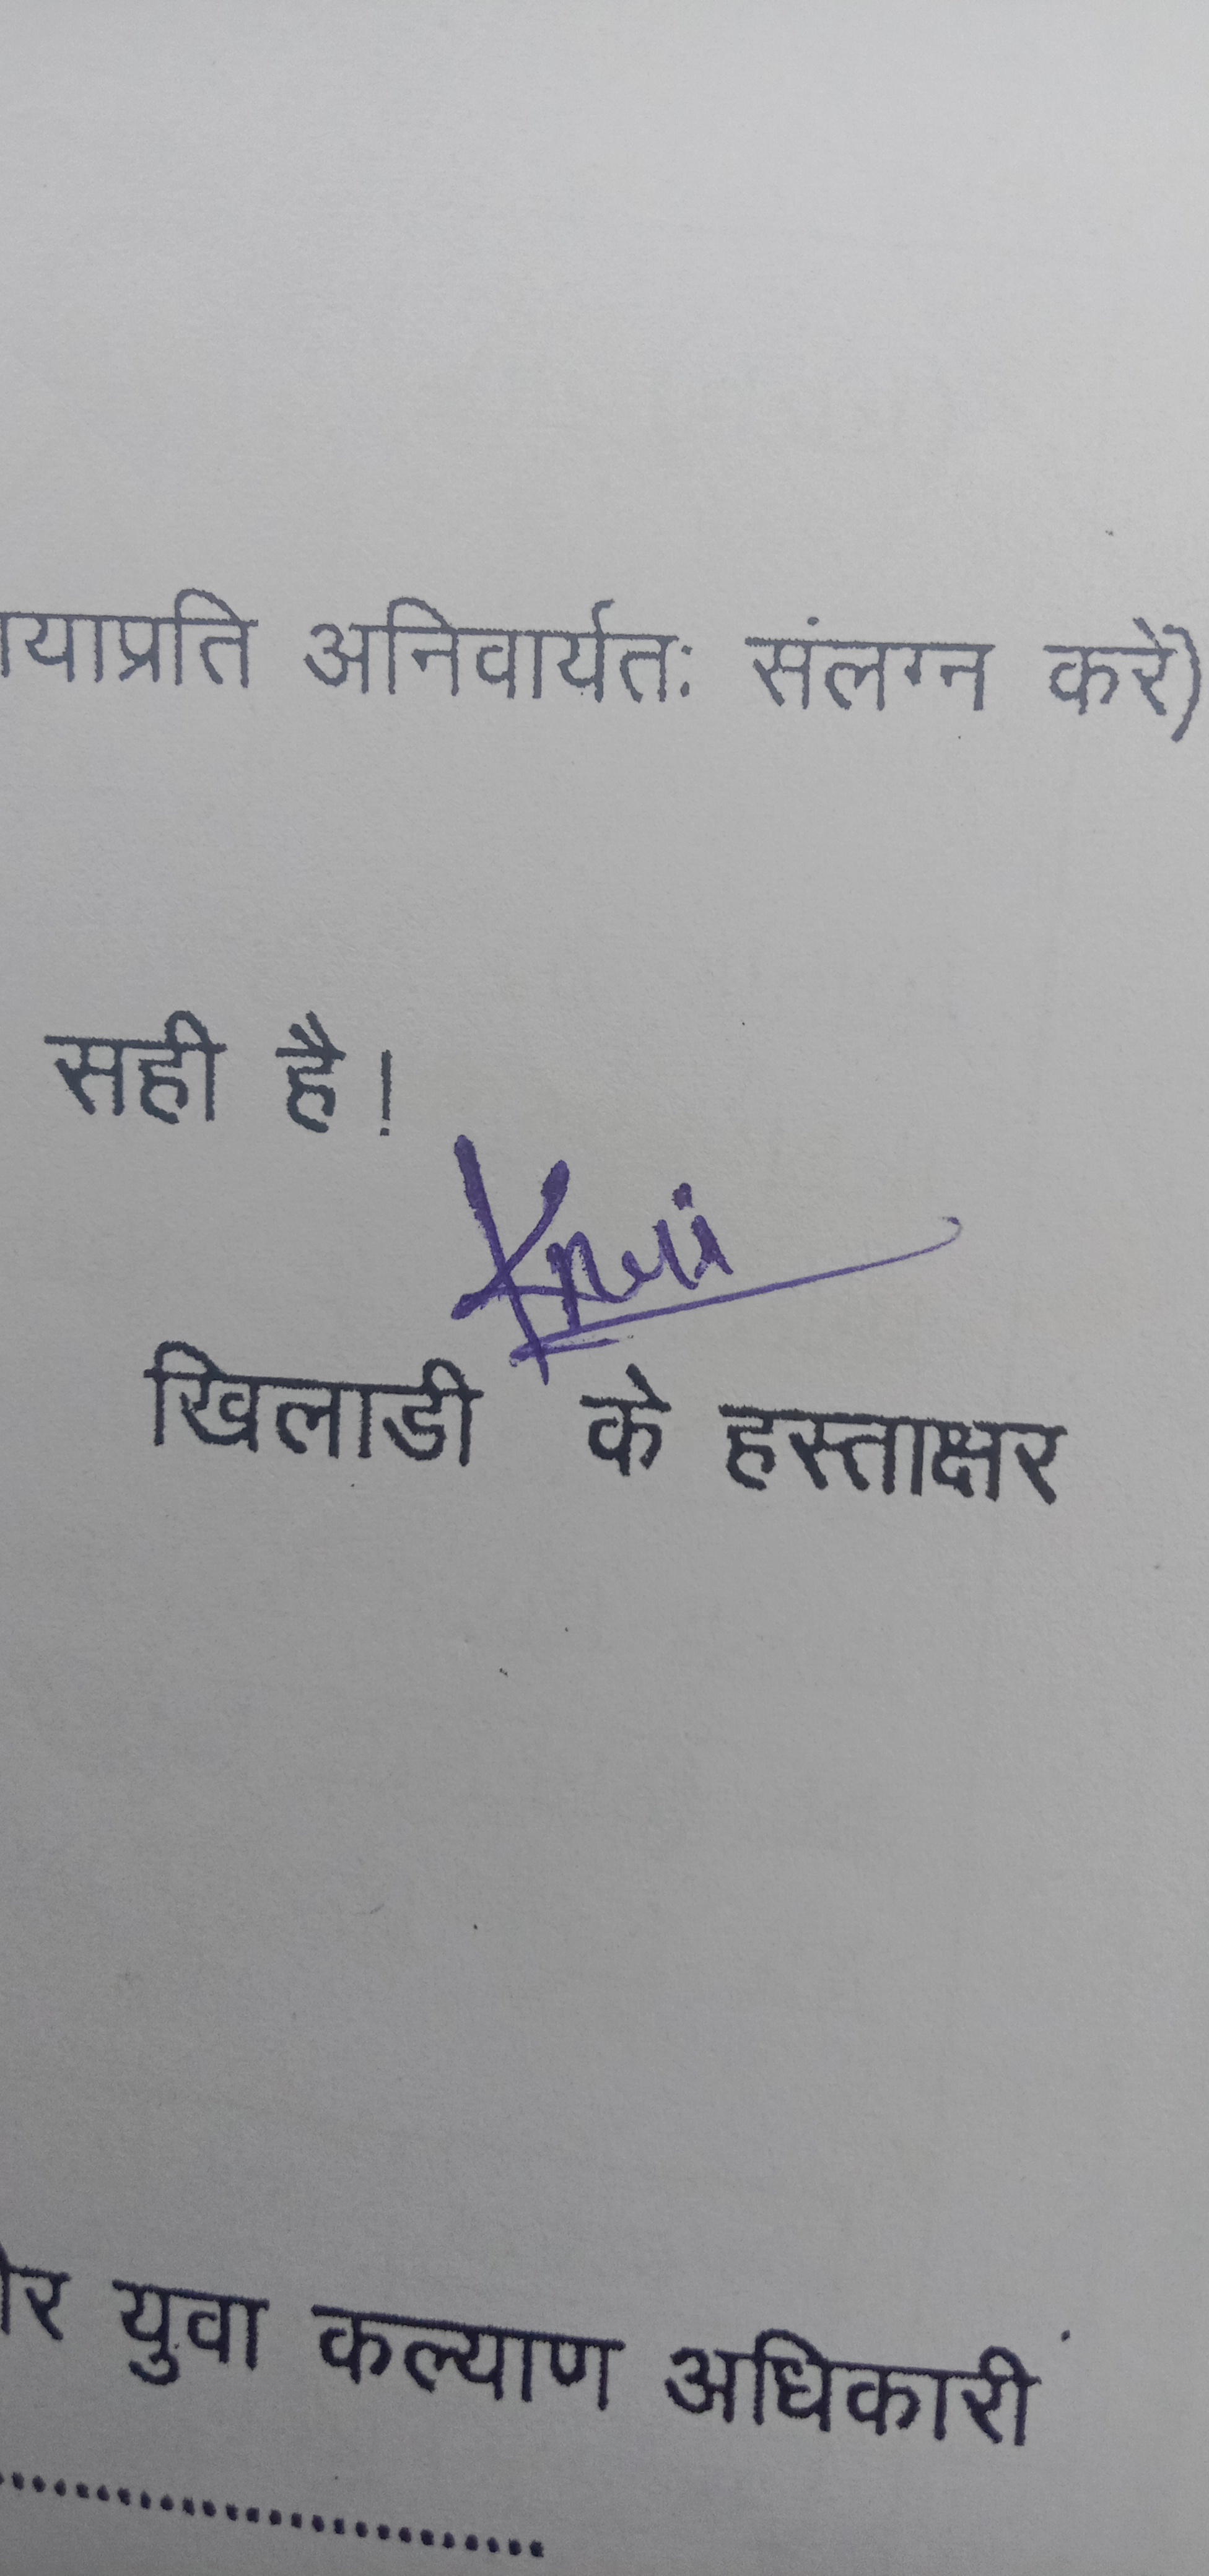 याप्रति अनिवार्यतः संलग्न करें)
सही है।
खिलाडी के हस्ताक्षर
युवा कल्याण अधिकारी
..............................